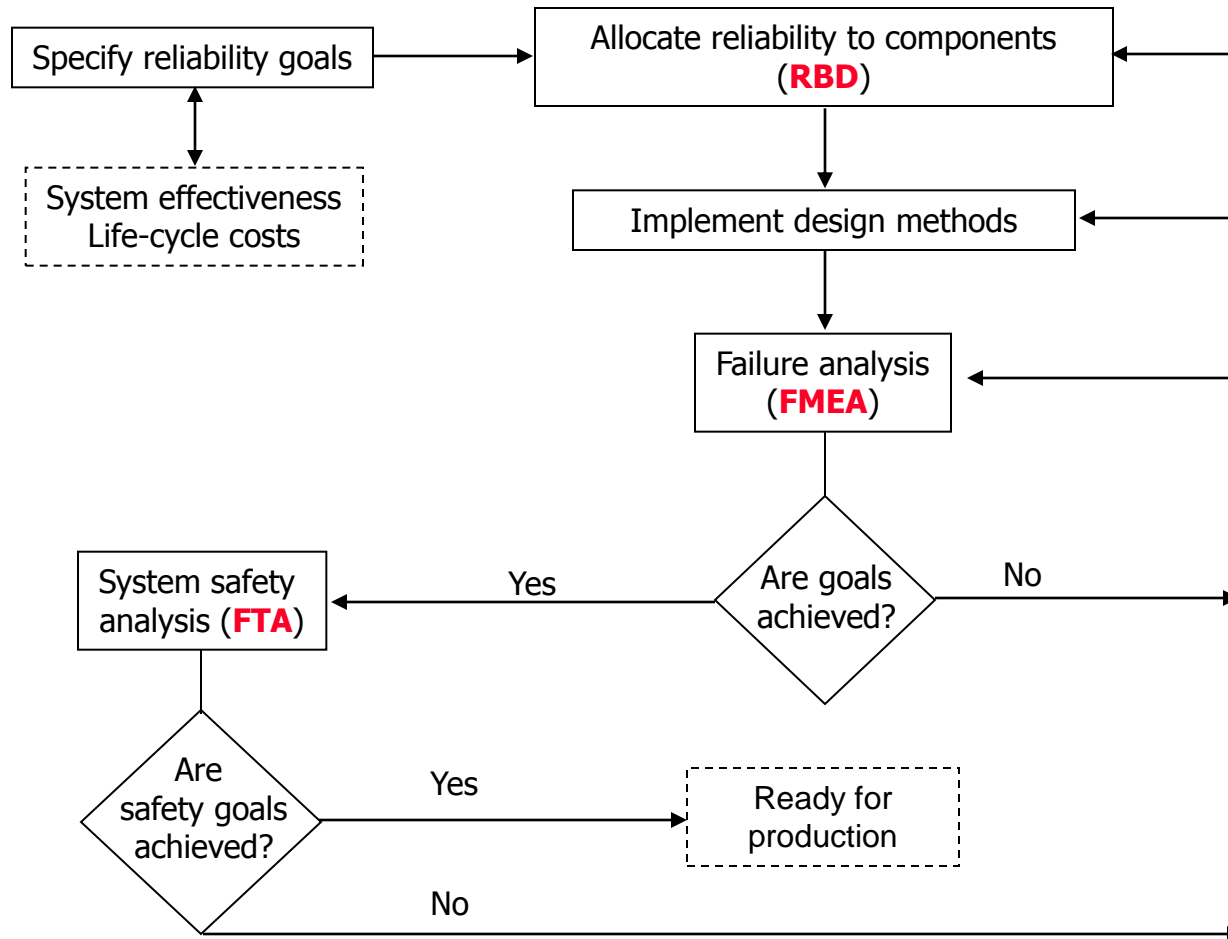 Specify reliability goals
Allocate reliability to components
(RBD)
System effectiveness
Life-cycle costs
Implement design methods
Failure analysis
(FMEA)
Are goals
achieved?
Yes
No
System safety
analysis (FTA)
Are
safety goals
achieved?
Yes
Ready for
production
No